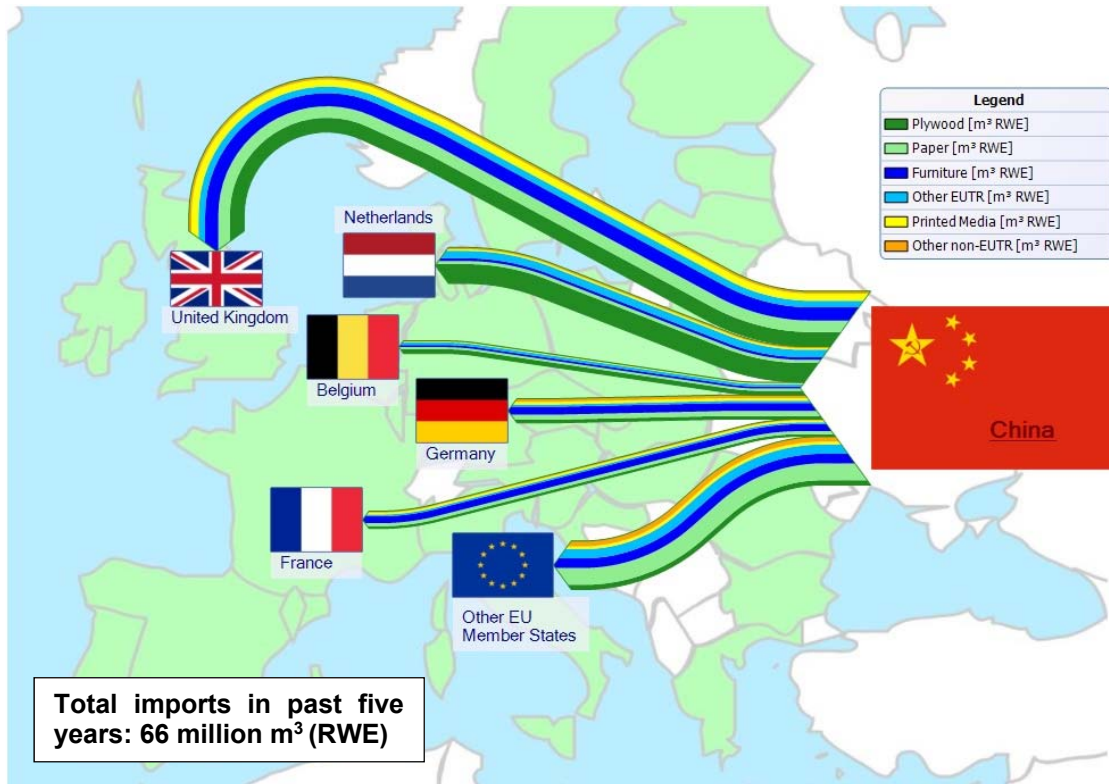 Legend
Plywood [m³ RWE]
Paper [m³ RWE]
Furniture [m³ RWE]
Other EUTR [m³ RWE]
Printed Media [m³ RWE]
Other non-EUTR [m³ RWE]
Netherlands
United Kingdom
Belgium
Germany
China
France
Other EU
Member States
Total imports in past five
years: 66 million m³ (RWE)